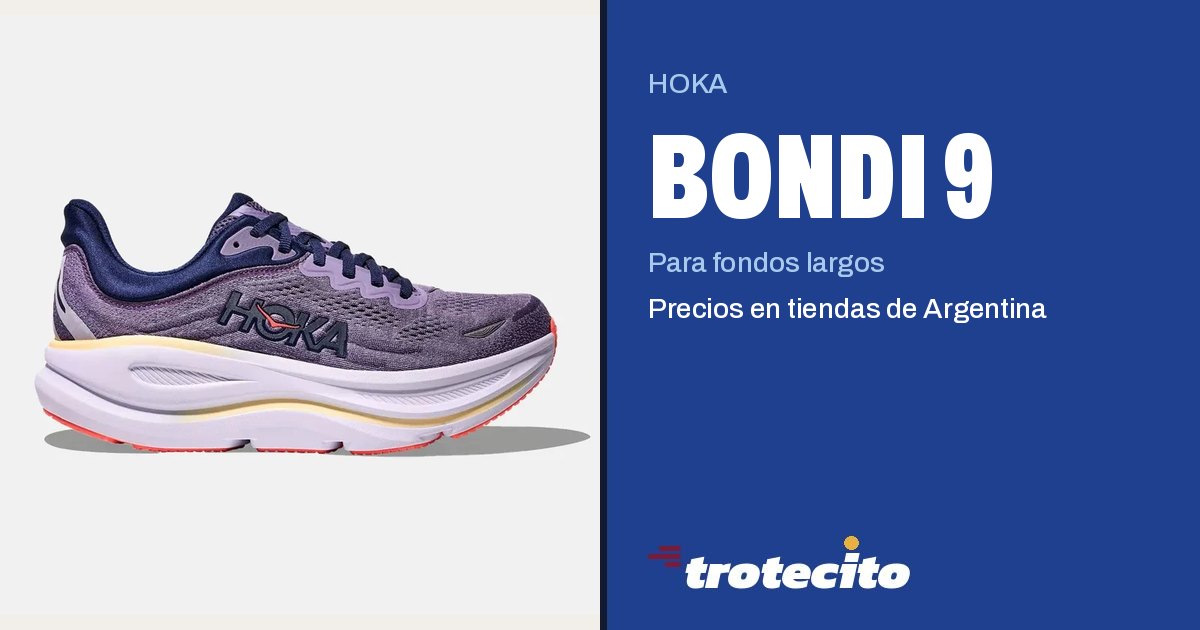 HOKA
HOKA
BONDI 9
Para fondos largos
Precios en tiendas de Argentina
trotecito